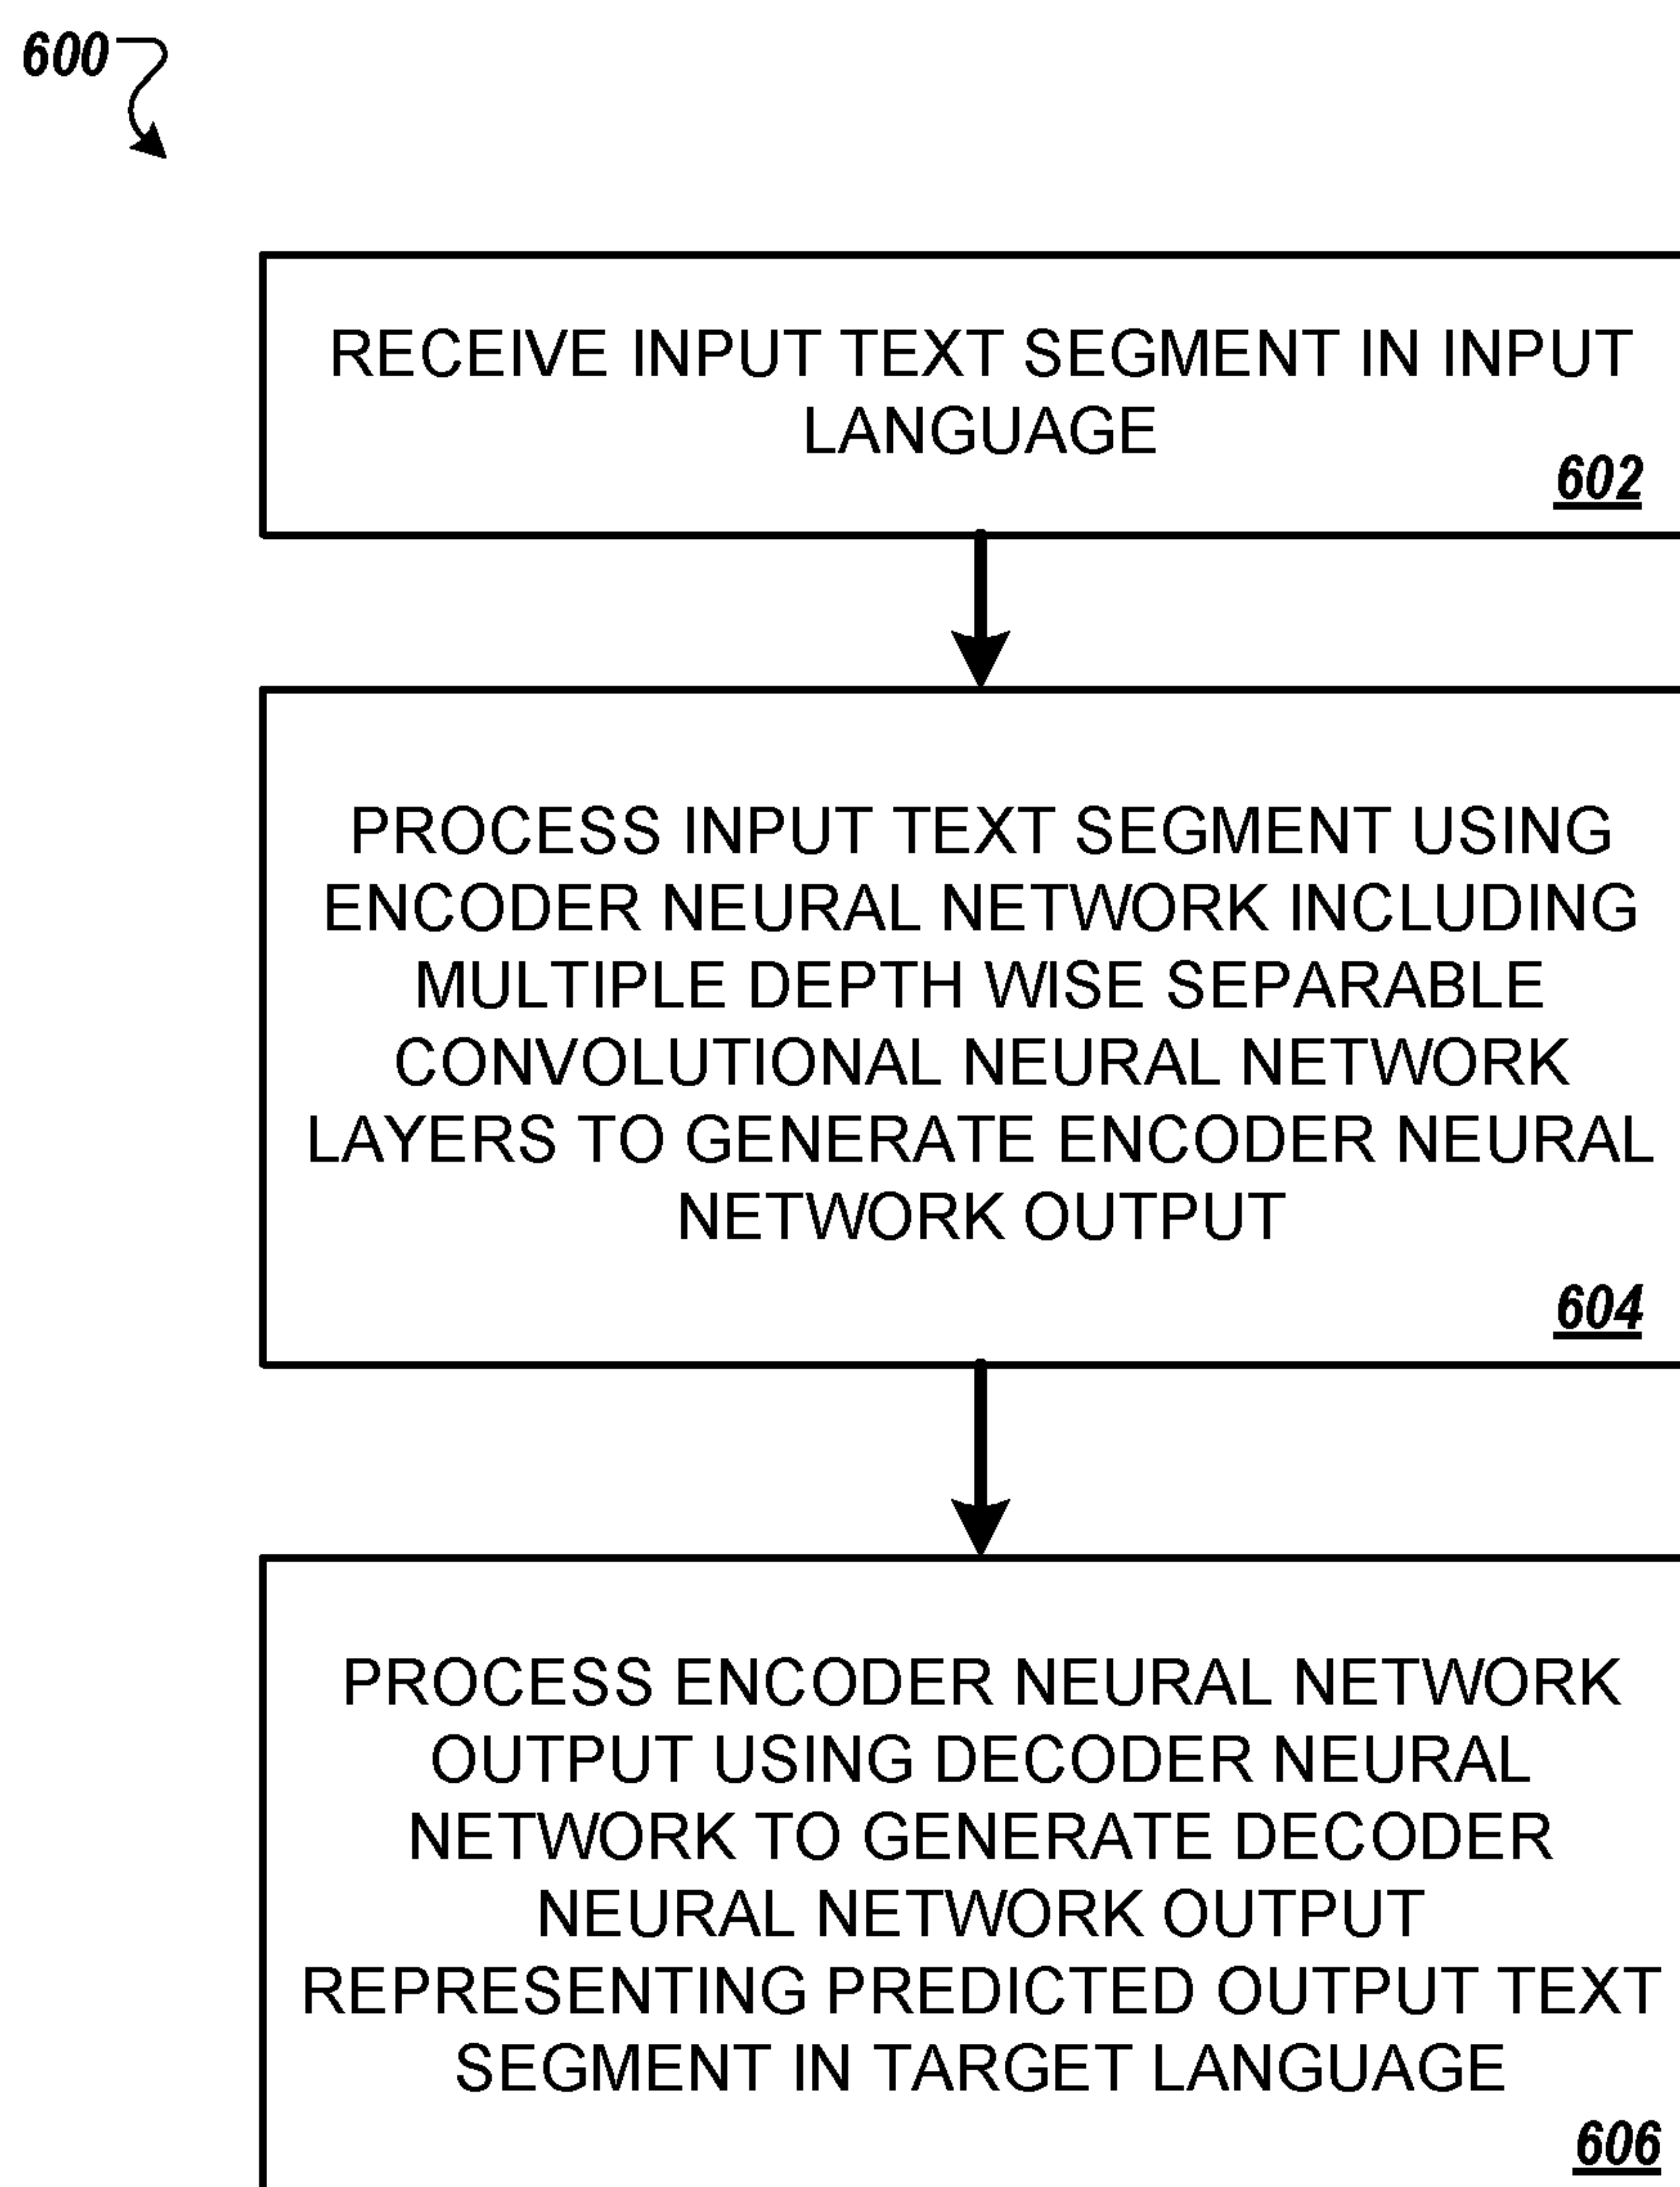 600
RECEIVE INPUT TEXT SEGMENT IN INPUT
LANGUAGE
602
PROCESS INPUT TEXT SEGMENT USING
ENCODER NEURAL NETWORK INCLUDING
MULTIPLE DEPTH WISE SEPARABLE
CONVOLUTIONAL NEURAL NETWORK
LAYERS TO GENERATE ENCODER NEURAL
NETWORK OUTPUT
604
PROCESS ENCODER NEURAL NETWORK
OUTPUT USING DECODER NEURAL
NETWORK TO GENERATE DECODER
NEURAL NETWORK OUTPUT
REPRESENTING PREDICTED OUTPUT TEXT
SEGMENT IN TARGET LANGUAGE
606